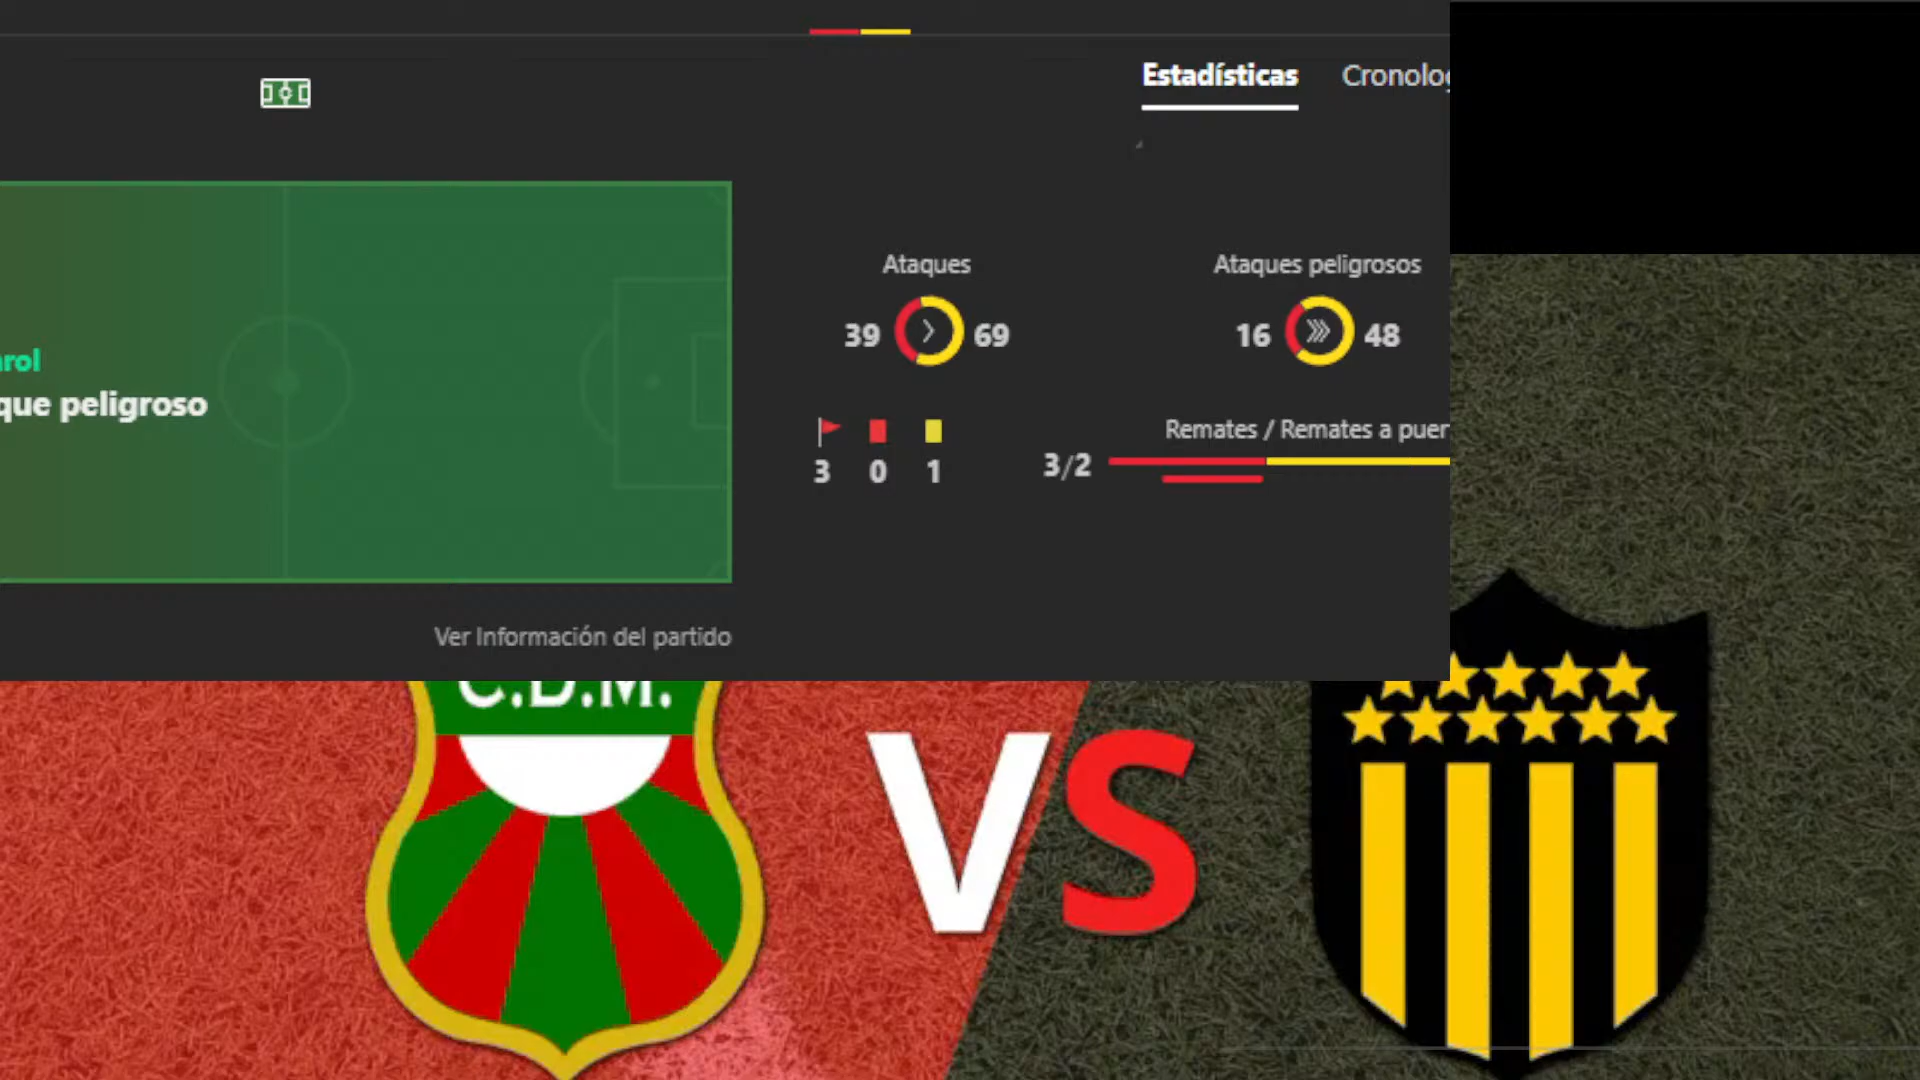 Estadísticas Cronolog
Ataques
39 69
Ataques peligrosos
16 48
arol
que peligroso
3 0 1
3/2
Remates / Remates a puer
Ver Información del partido
C.D.M.
VS